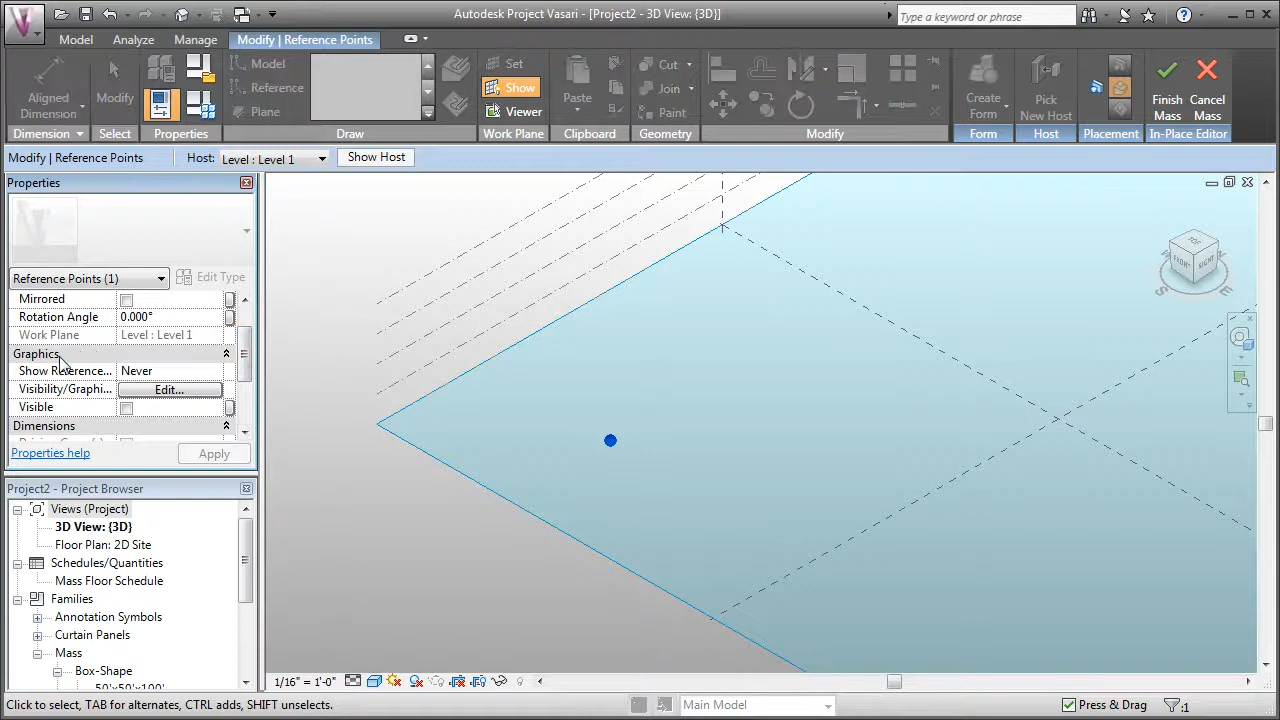 Autodesk Project Vasari - [Project2 - 3D View: {3D}]
Type a keyword or phrase
Model Analyze Manage Modify | Reference Points
Aligned Dimension
Modify
Model
Reference
Plane
Set
Show
Viewer
Paste
Cut
Join
Paint
Create Form
Pick New Host
Finish Mass
Cancel Mass
Dimension Select Properties Draw Work Plane Clipboard Geometry Modify Form Host Placement In-Place Editor
Modify | Reference Points Host: Level : Level 1 Show Host
Properties
Reference Points (1) Edit Type
Mirrored
Rotation Angle 0.000°
Work Plane Level : Level 1
Graphics
Show Reference... Never
Visibility/Graphi... Edit...
Visible
Dimensions
Properties help Apply
Project2 - Project Browser
Views (Project)
3D View: {3D}
Floor Plan: 2D Site
Schedules/Quantities
Mass Floor Schedule
Families
Annotation Symbols
Curtain Panels
Mass
Box-Shape
50'x50'x100'
TOP
FRONT
RIGHT
S
E
1/16" = 1'-0"
Click to select, TAB for alternates, CTRL adds, SHIFT unselects.
Main Model
Press & Drag
:1